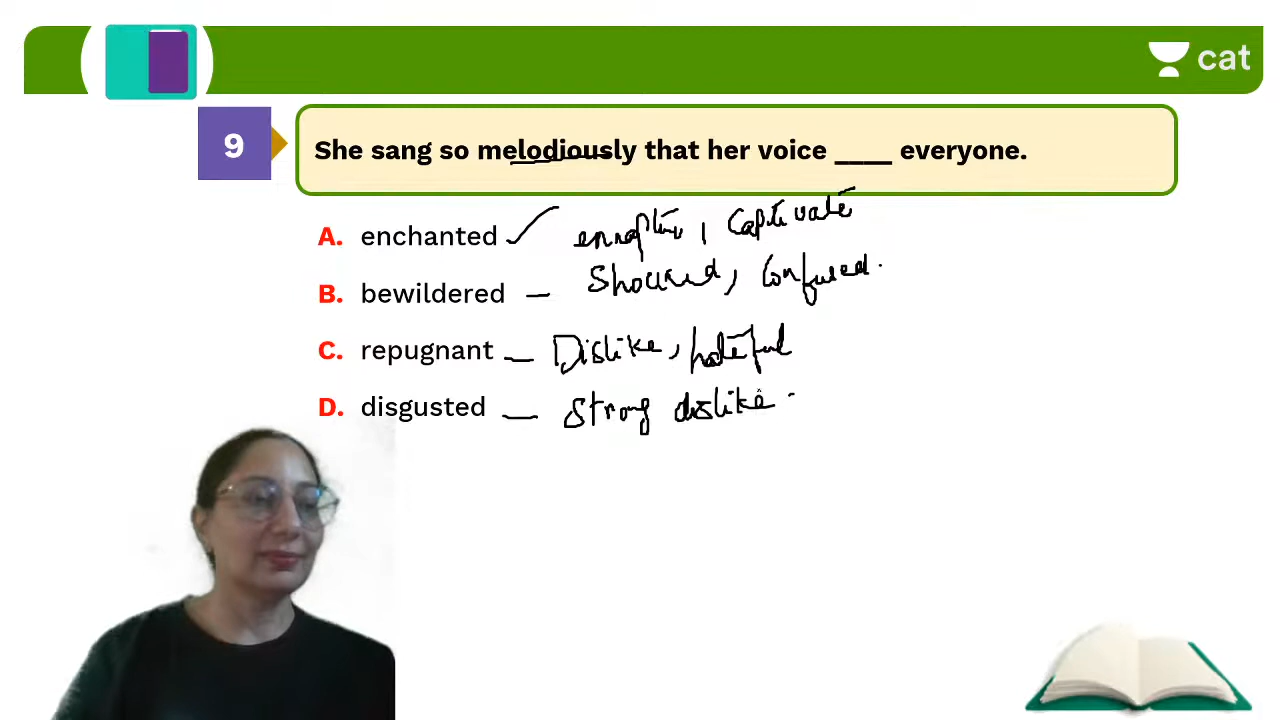 cat
9
She sang so melodiously that her voice ____ everyone.
A. enchanted ✓ , Captivate
B. bewildered – Shocked, Confused.
C. repugnant – Dislike, hateful
D. disgusted – Strong dislike.